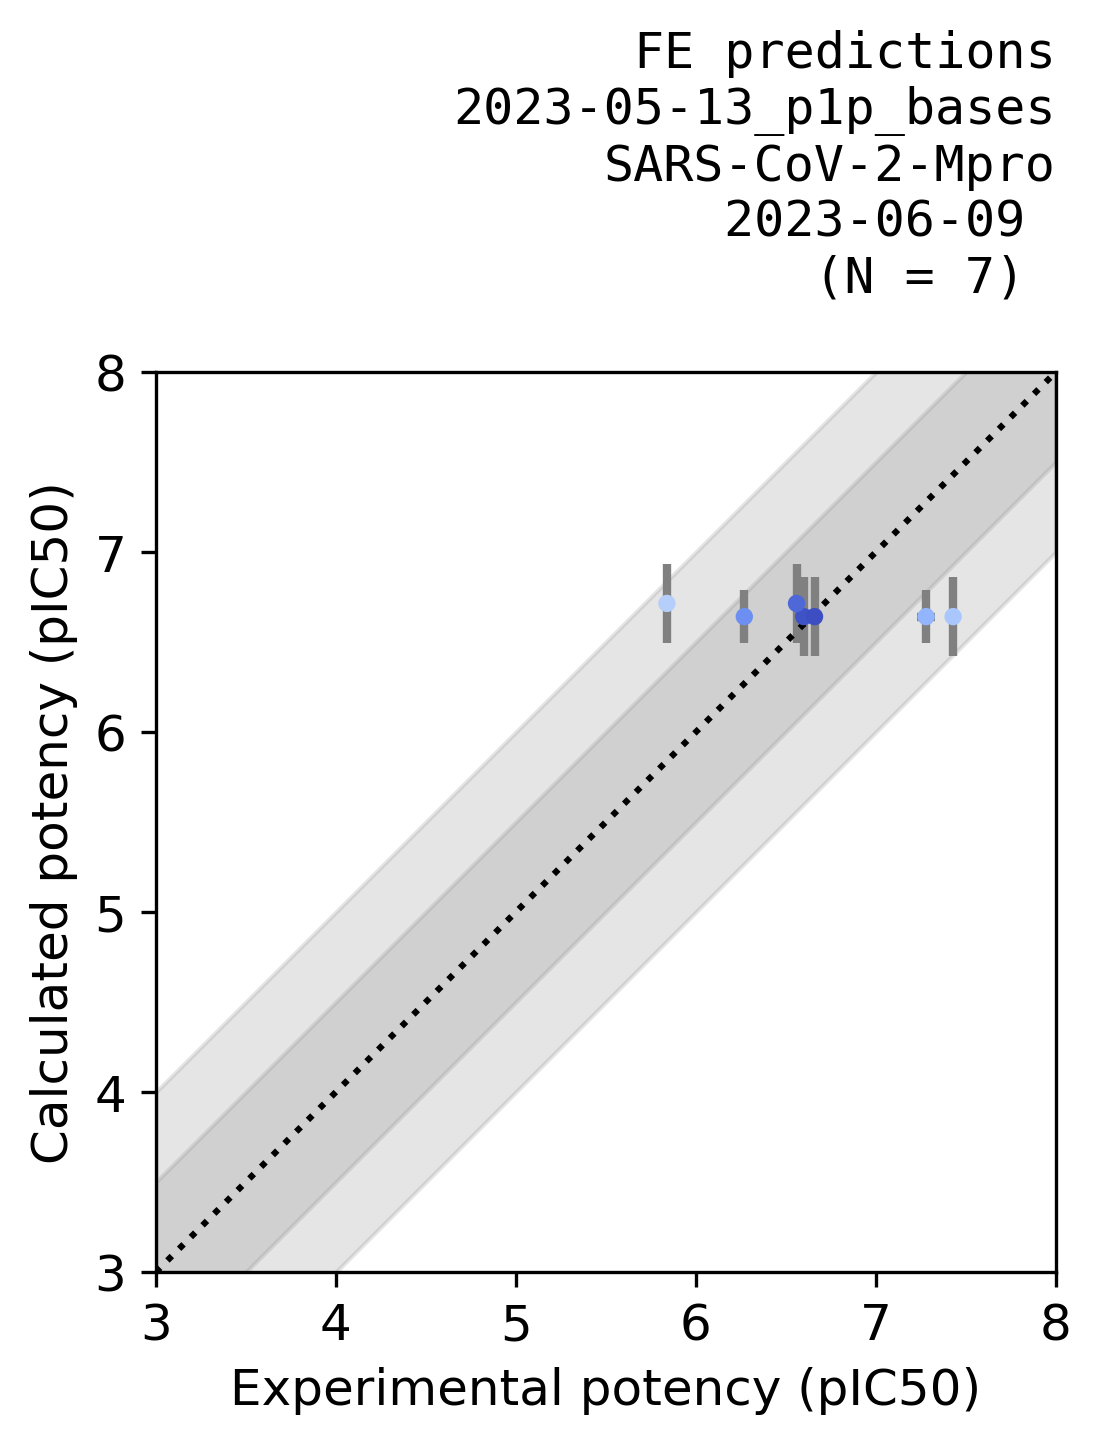 FE predictions
2023-05-13_p1p_bases
SARS-CoV-2-Mpro
2023-06-09
(N = 7)
8
7
6
5
4
3
Calculated potency (pIC50)
3 4 5 6 7 8
Experimental potency (pIC50)